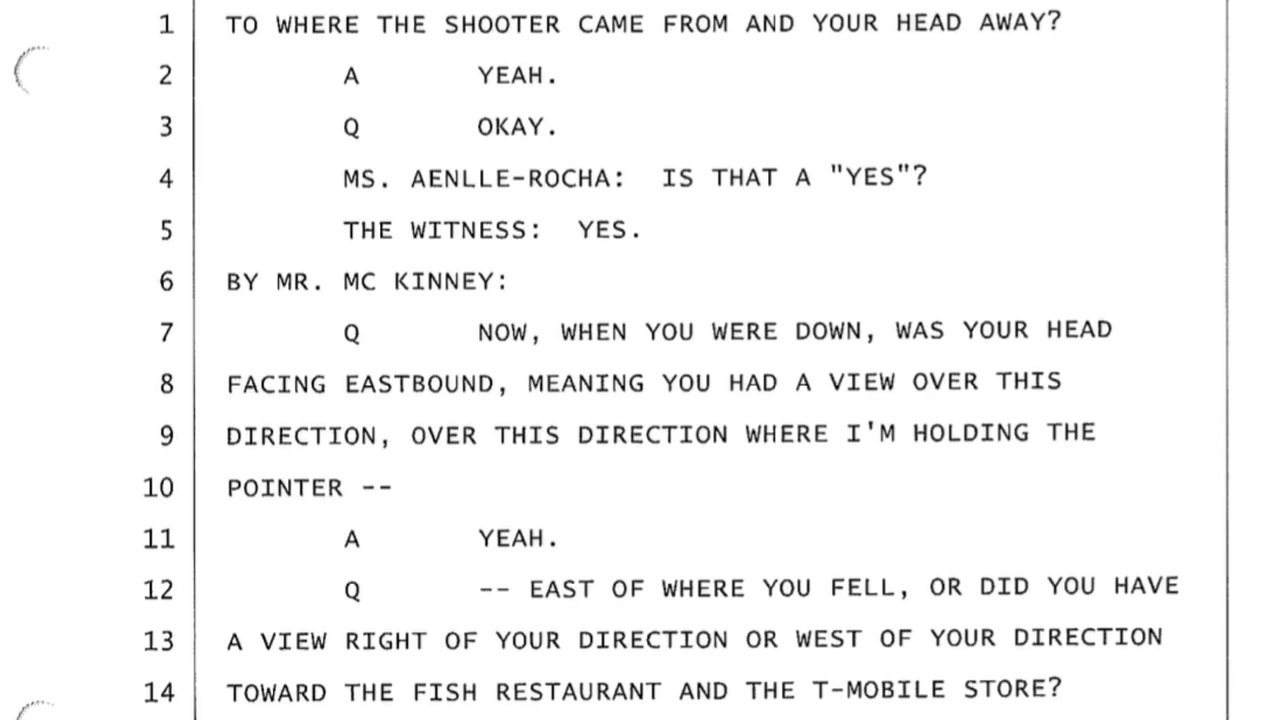 1 TO WHERE THE SHOOTER CAME FROM AND YOUR HEAD AWAY?
2 A YEAH.
3 Q OKAY.
4 MS. AENLLE-ROCHA: IS THAT A "YES"?
5 THE WITNESS: YES.
6 BY MR. MC KINNEY:
7 Q NOW, WHEN YOU WERE DOWN, WAS YOUR HEAD
8 FACING EASTBOUND, MEANING YOU HAD A VIEW OVER THIS
9 DIRECTION, OVER THIS DIRECTION WHERE I'M HOLDING THE
10 POINTER --
11 A YEAH.
12 Q -- EAST OF WHERE YOU FELL, OR DID YOU HAVE
13 A VIEW RIGHT OF YOUR DIRECTION OR WEST OF YOUR DIRECTION
14 TOWARD THE FISH RESTAURANT AND THE T-MOBILE STORE?